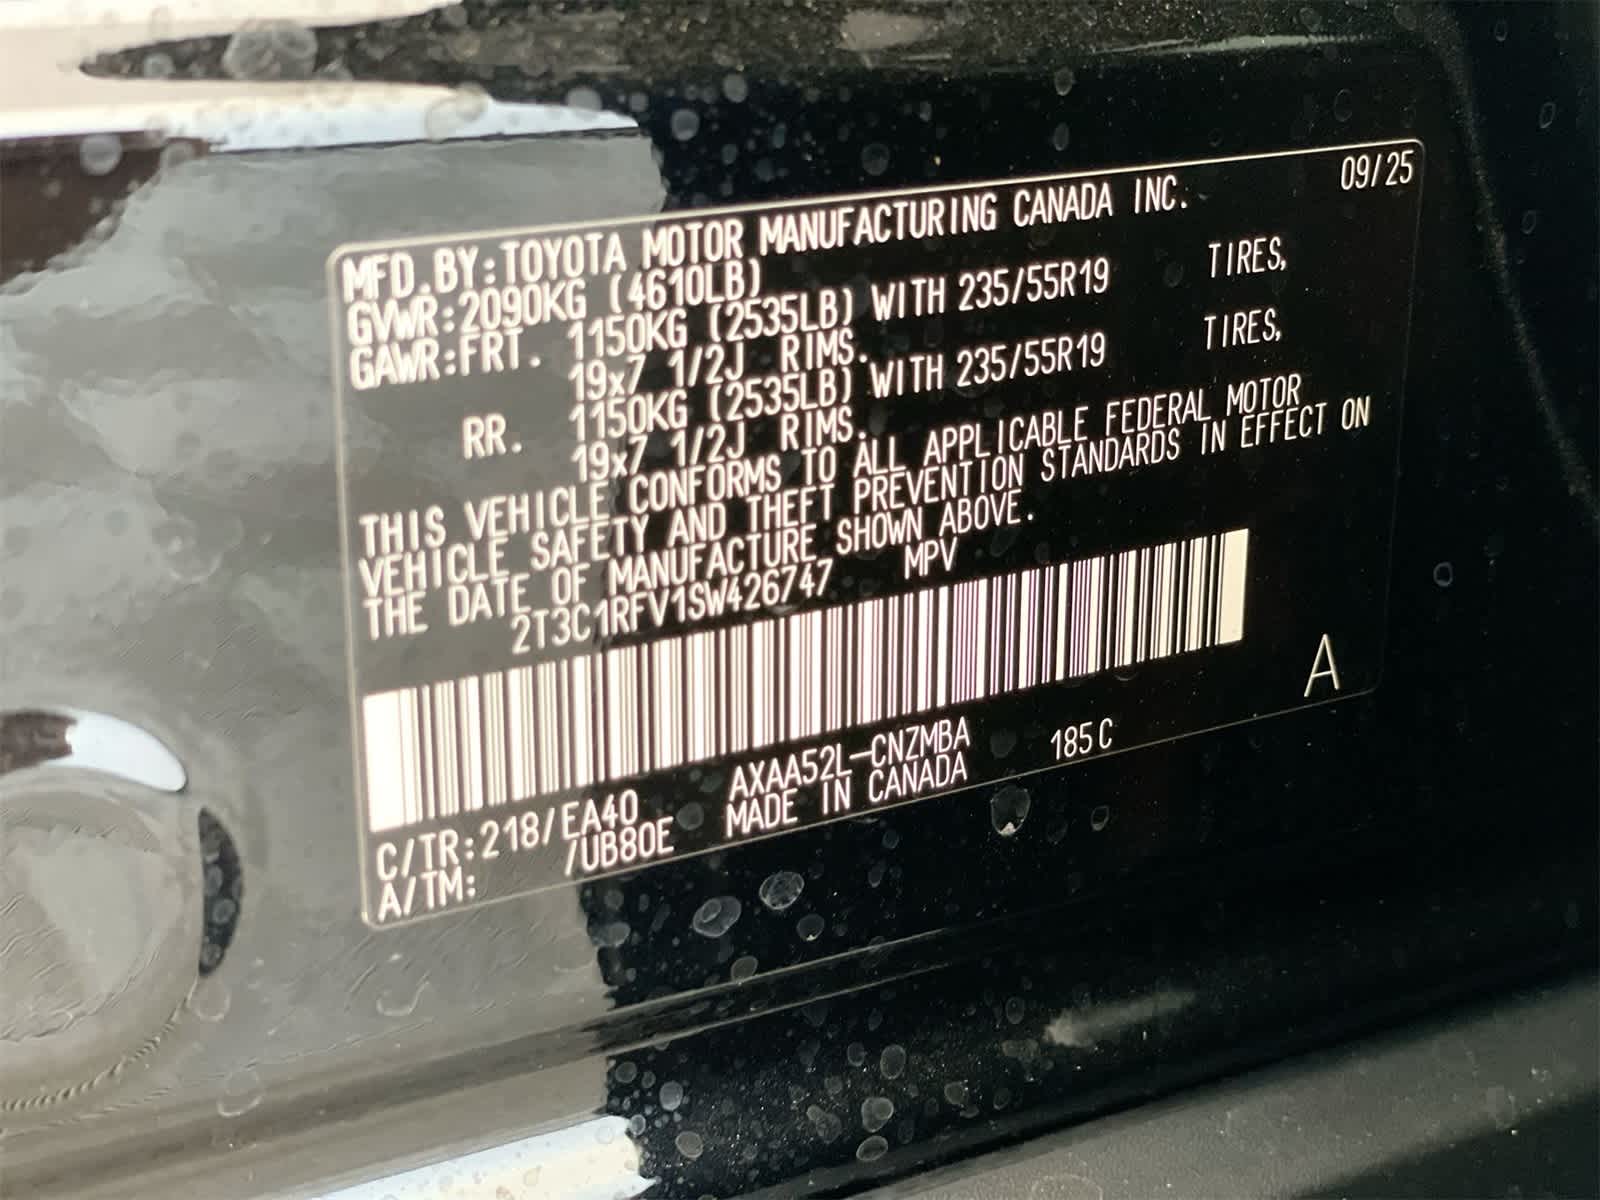 09/25
MFD.BY:TOYOTA MOTOR MANUFACTURING CANADA INC.
GVWR:2090KG (4610LB)
GAWR:FRT. 1150KG (2535LB) WITH 235/55R19 TIRES,
19x7 1/2J RIMS.
RR. 1150KG (2535LB) WITH 235/55R19 TIRES,
19x7 1/2J RIMS.
THIS VEHICLE CONFORMS TO ALL APPLICABLE FEDERAL MOTOR
VEHICLE SAFETY AND THEFT PREVENTION STANDARDS IN EFFECT ON
THE DATE OF MANUFACTURE SHOWN ABOVE.
2T3C1RFV1SW426747 MPV
A
C/TR:218/EA40 AXAA52L-CNZMBA 185C
A/TM: /UB80E MADE IN CANADA